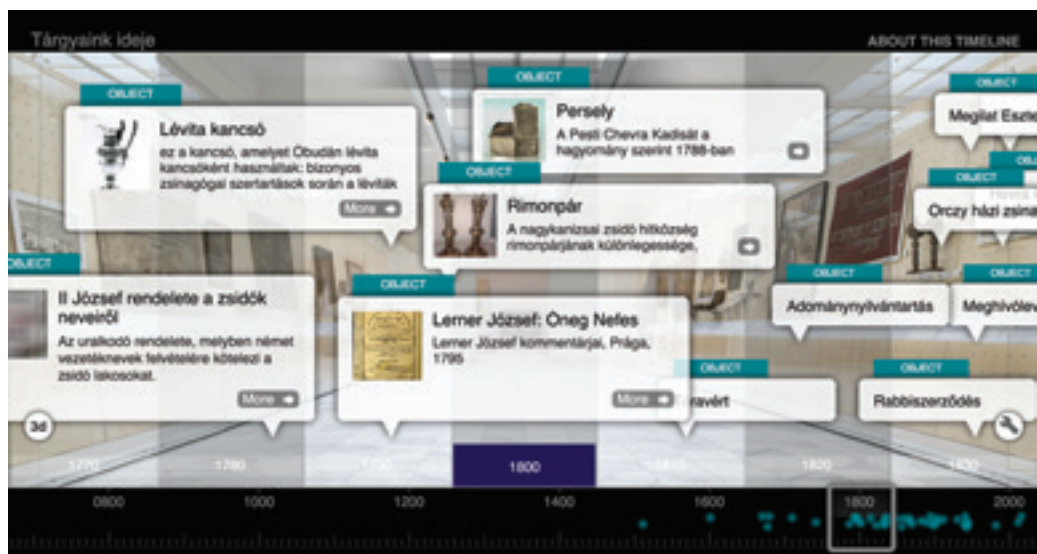 Tárgyaink ideje
ABOUT THIS TIMELINE
OBJECT
Lévita kancsó
ez a kancsó, amelyet Óbudán lévita
kancsóként használtak: bizonyos
zsinagógai szertartások során a léviták
More
OBJECT
Persely
A Pesti Chevra Kadisát a
hagyomány szerint 1788-ban
OBJECT
Megilat Eszte
OBJECT
Rimonpár
A nagykanizsai zsidó hitközség
rimonpárjának különlegessége,
OBJECT
Orczy házi zsina
OBJECT
II József rendelete a zsidók
neveiről
Az uralkodó rendelete, melyben német
vezetéknevek felvételére kötelezi a
zsidó lakosokat.
More
OBJECT
Lerner József: Óneg Nefes
Lerner József kommentárjai, Prága,
1795
More
OBJECT
Adománynyilvántartás
OBJECT
Meghívólev
OBJECT
OBJECT
Rabbiszerződés
3d
1770 1780 1790 1800 1810 1820 1830
0800 1000 1200 1400 1600 1800 2000